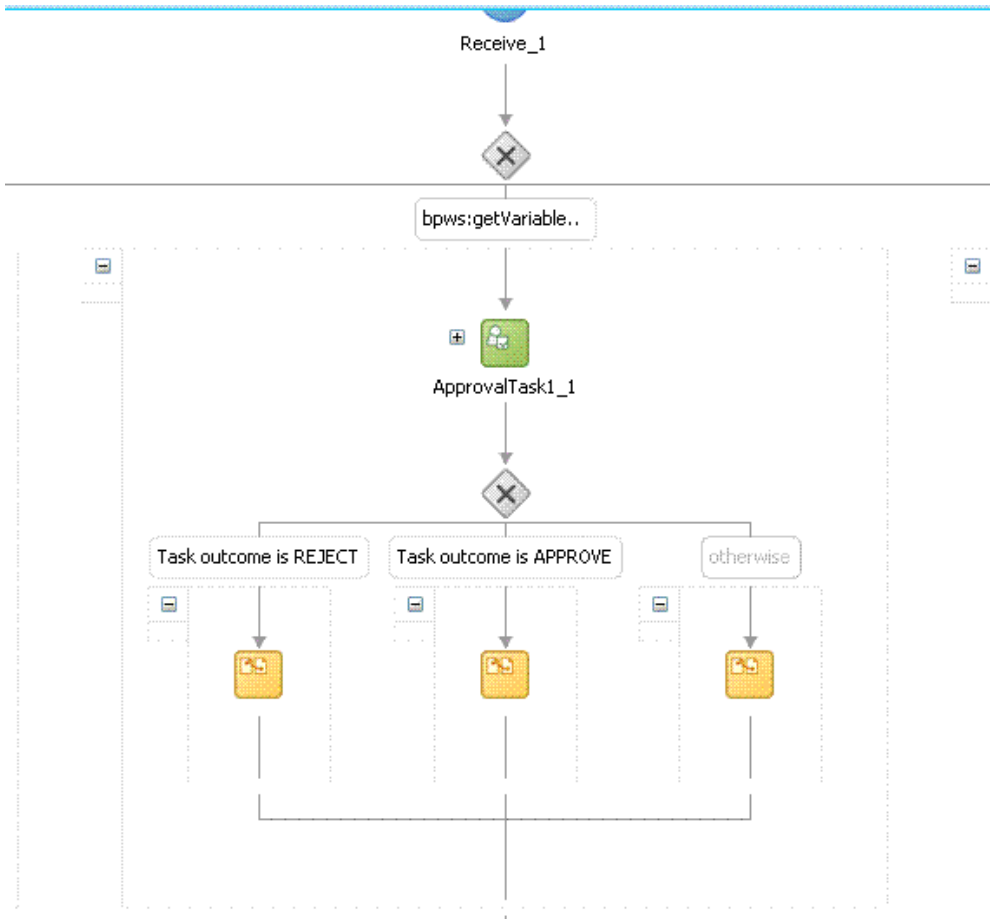 Receive_1
bpws:getVariable..
ApprovalTask1_1
Task outcome is REJECT
Task outcome is APPROVE
otherwise